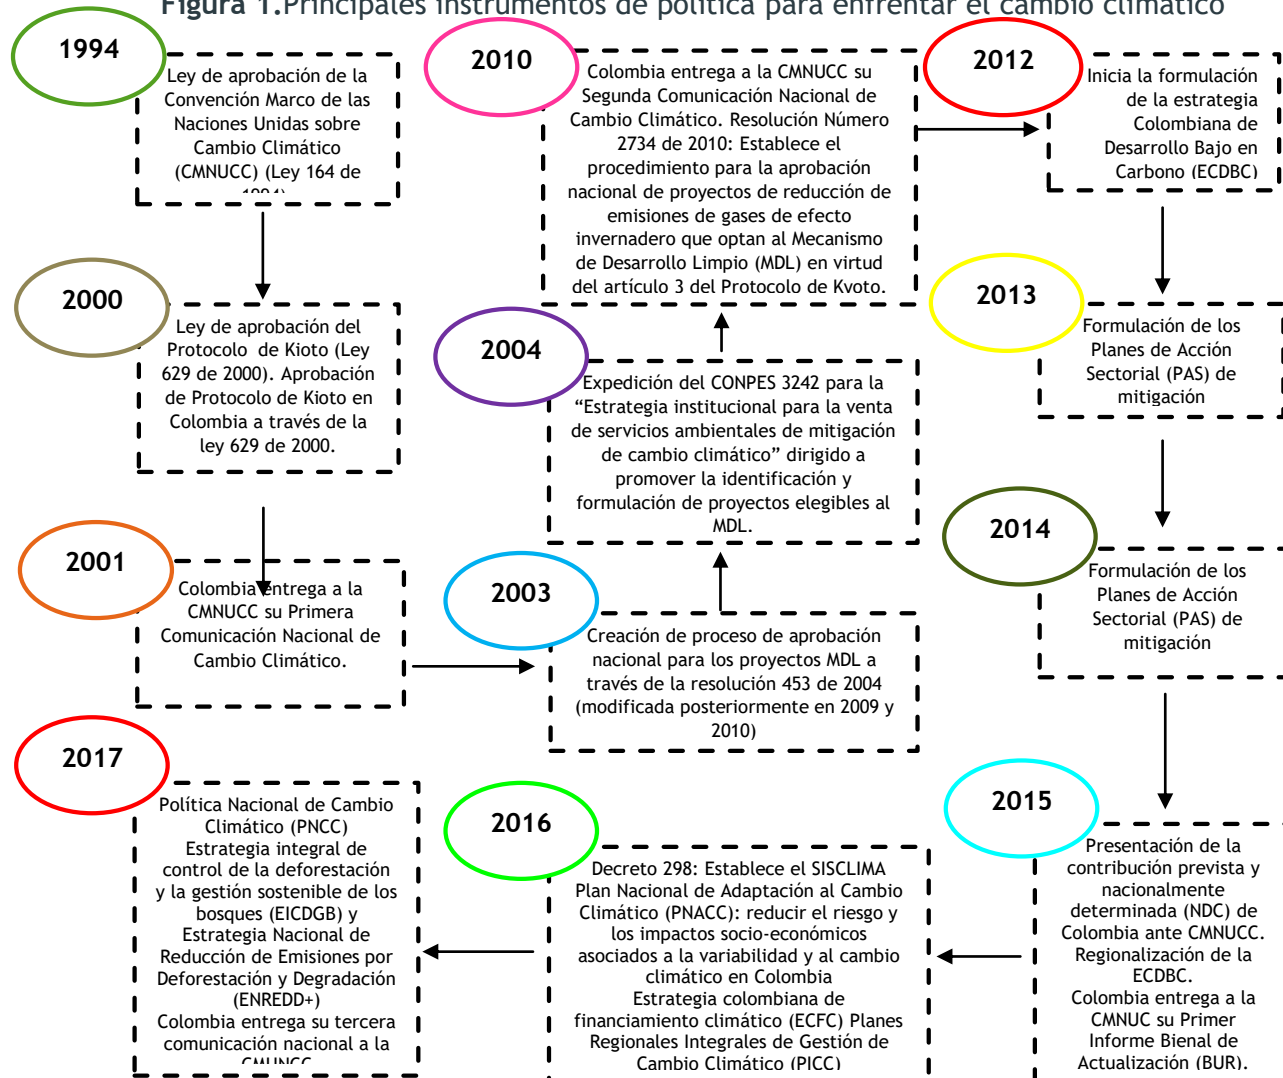 Figura 1.Principales instrumentos de política para enfrentar el cambio climático
1994
Ley de aprobación de la
Convención Marco de las
Naciones Unidas sobre
Cambio Climático
(CMNUCC) (Ley 164 de
1994)
2000
Ley de aprobación del
Protocolo de Kioto (Ley
629 de 2000). Aprobación
de Protocolo de Kioto en
Colombia a través de la
ley 629 de 2000.
2001
Colombia entrega a la
CMNUCC su Primera
Comunicación Nacional de
Cambio Climático.
2003
Creación de proceso de aprobación
nacional para los proyectos MDL a
través de la resolución 453 de 2004
(modificada posteriormente en 2009 y
2010)
2004
Expedición del CONPES 3242 para la
“Estrategia institucional para la venta
de servicios ambientales de mitigación
de cambio climático” dirigido a
promover la identificación y
formulación de proyectos elegibles al
MDL.
2010
Colombia entrega a la CMNUCC su
Segunda Comunicación Nacional de
Cambio Climático. Resolución Número
2734 de 2010: Establece el
procedimiento para la aprobación
nacional de proyectos de reducción de
emisiones de gases de efecto
invernadero que optan al Mecanismo
de Desarrollo Limpio (MDL) en virtud
del artículo 3 del Protocolo de Kyoto.
2012
Inicia la formulación
de la estrategia
Colombiana de
Desarrollo Bajo en
Carbono (ECDBC)
2013
Formulación de los
Planes de Acción
Sectorial (PAS) de
mitigación
2014
Formulación de los
Planes de Acción
Sectorial (PAS) de
mitigación
2015
Presentación de la
contribución prevista y
nacionalmente
determinada (NDC) de
Colombia ante CMNUCC.
Regionalización de la
ECDBC.
Colombia entrega a la
CMNUC su Primer
Informe Bienal de
Actualización (BUR).
2016
Decreto 298: Establece el SISCLIMA
Plan Nacional de Adaptación al Cambio
Climático (PNACC): reducir el riesgo y
los impactos socio-económicos
asociados a la variabilidad y al cambio
climático en Colombia
Estrategia colombiana de
financiamiento climático (ECFC) Planes
Regionales Integrales de Gestión de
Cambio Climático (PICC)
2017
Política Nacional de Cambio
Climático (PNCC)
Estrategia integral de
control de la deforestación
y la gestión sostenible de los
bosques (EICDGB) y
Estrategia Nacional de
Reducción de Emisiones por
Deforestación y Degradación
(ENREDD+)
Colombia entrega su tercera
comunicación nacional a la